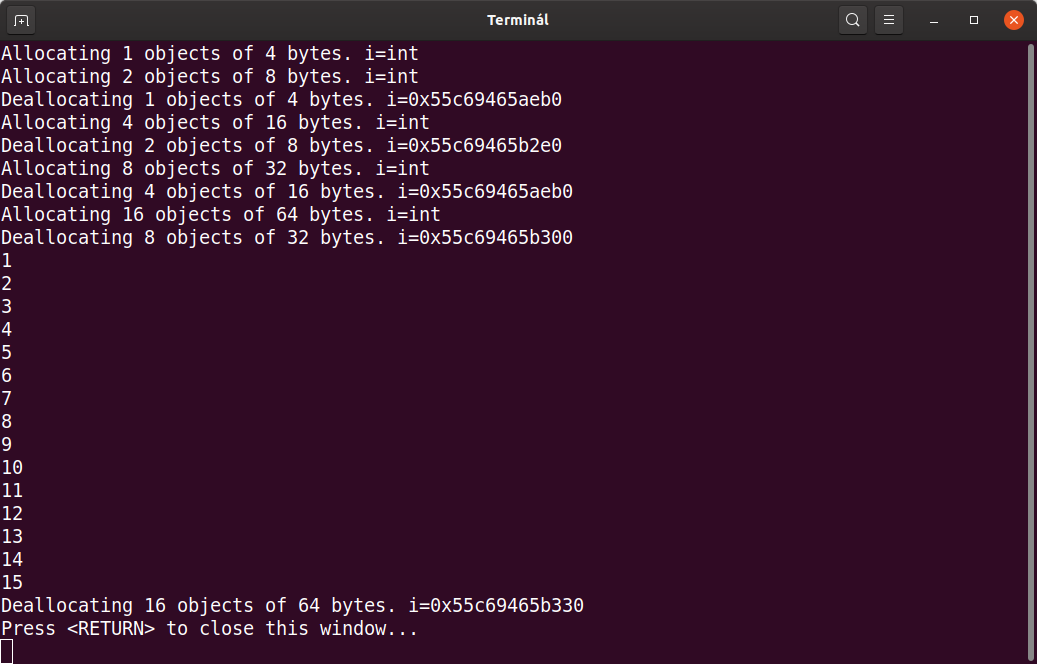 Terminál
Allocating 1 objects of 4 bytes. i=int
Allocating 2 objects of 8 bytes. i=int
Deallocating 1 objects of 4 bytes. i=0x55c69465aeb0
Allocating 4 objects of 16 bytes. i=int
Deallocating 2 objects of 8 bytes. i=0x55c69465b2e0
Allocating 8 objects of 32 bytes. i=int
Deallocating 4 objects of 16 bytes. i=0x55c69465aeb0
Allocating 16 objects of 64 bytes. i=int
Deallocating 8 objects of 32 bytes. i=0x55c69465b300
1
2
3
4
5
6
7
8
9
10
11
12
13
14
15
Deallocating 16 objects of 64 bytes. i=0x55c69465b330
Press <RETURN> to close this window...